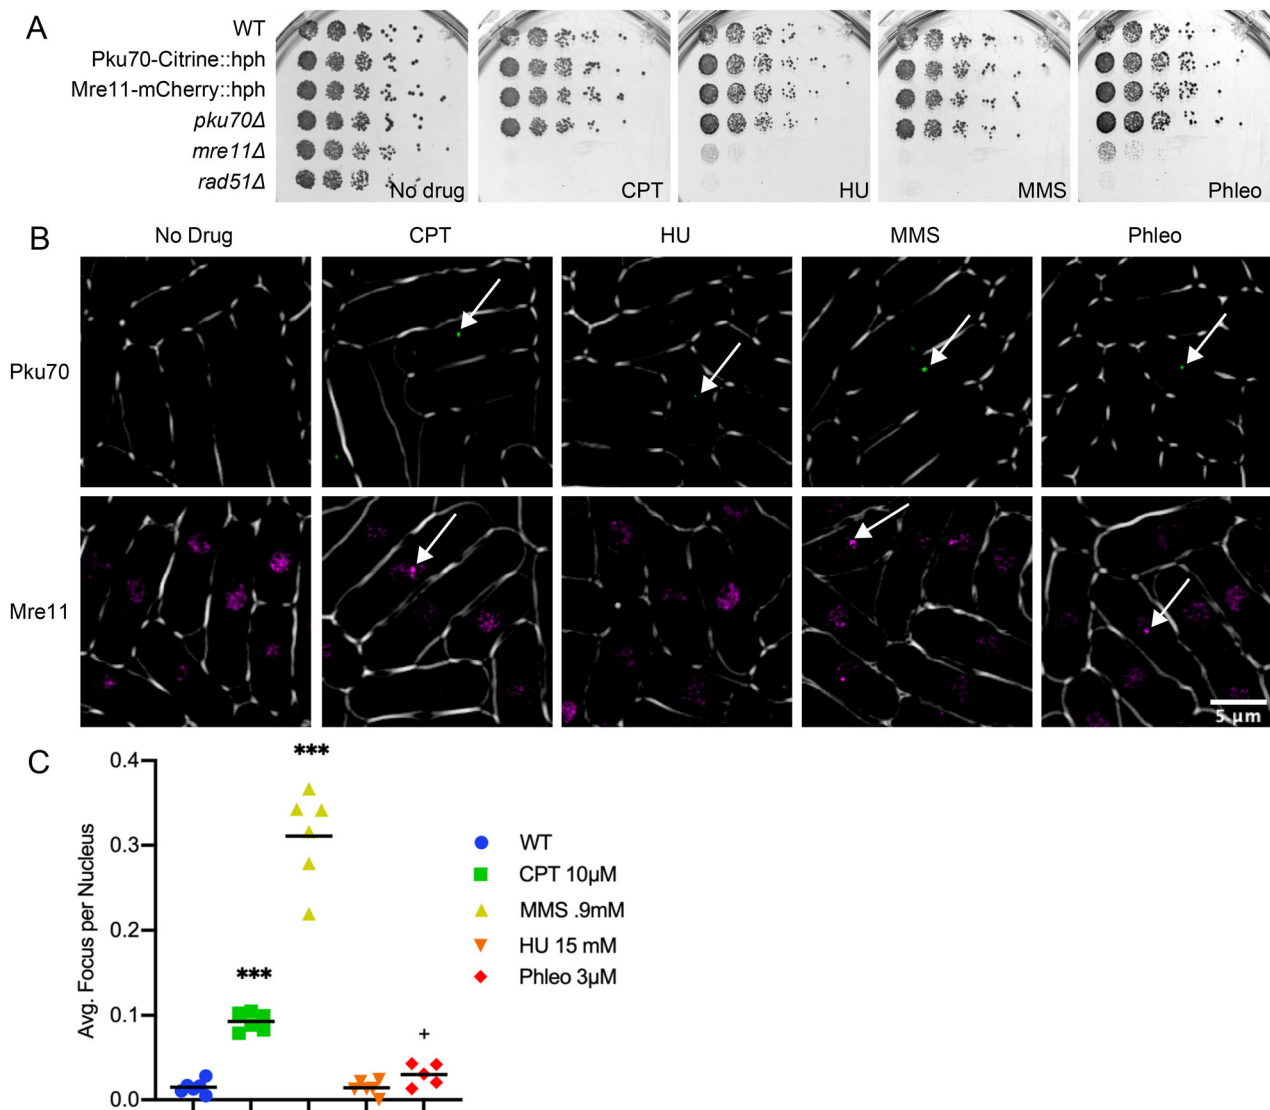 A
WT
Pku70-Citrine::hph
Mre11-mCherry::hph
pku70Δ
mre11Δ
rad51Δ
No drug
CPT
HU
MMS
Phleo
B
No Drug
CPT
HU
MMS
Phleo
Pku70
Mre11
5 μm
C
Avg. Focus per Nucleus
0.4
0.3
0.2
0.1
0.0
***
***
+
WT
CPT 10μM
MMS .9mM
HU 15 mM
Phleo 3μM